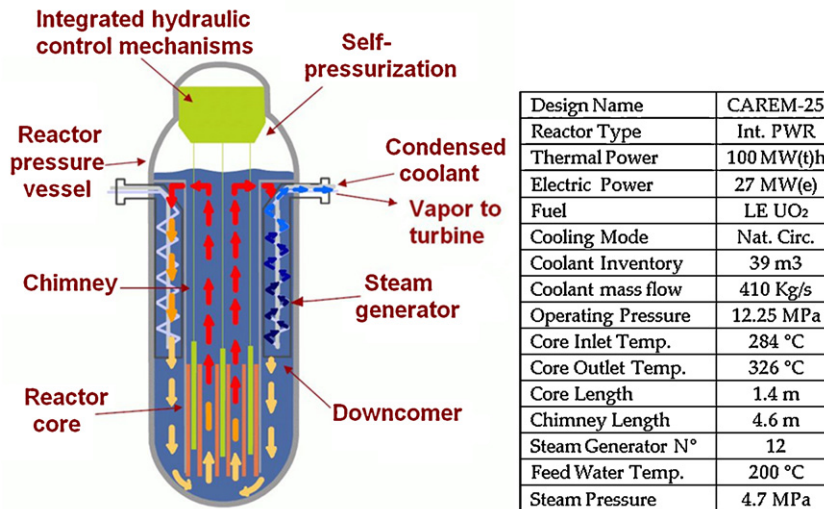 Integrated hydraulic
control mechanisms
Self-
pressurization
Reactor
pressure
vessel
Condensed
coolant
Vapor to
turbine
Chimney
Steam
generator
Reactor
core
Downcomer
Design Name CAREM-25
Reactor Type Int. PWR
Thermal Power 100 MW(t)h
Electric Power 27 MW(e)
Fuel LE UO₂
Cooling Mode Nat. Circ.
Coolant Inventory 39 m3
Coolant mass flow 410 Kg/s
Operating Pressure 12.25 MPa
Core Inlet Temp. 284 °C
Core Outlet Temp. 326 °C
Core Length 1.4 m
Chimney Length 4.6 m
Steam Generator N° 12
Feed Water Temp. 200 °C
Steam Pressure 4.7 MPa